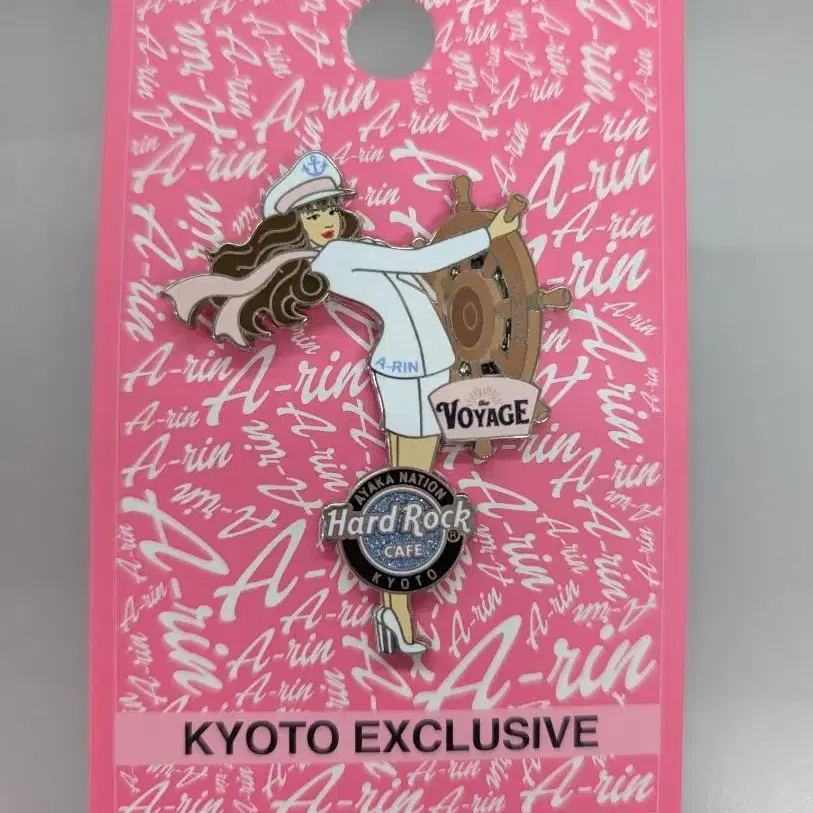 A-rin
A-RIN
the
VOYAGE
AYAKA NATION
Hard Rock
®
CAFE
KYOTO
KYOTO EXCLUSIVE